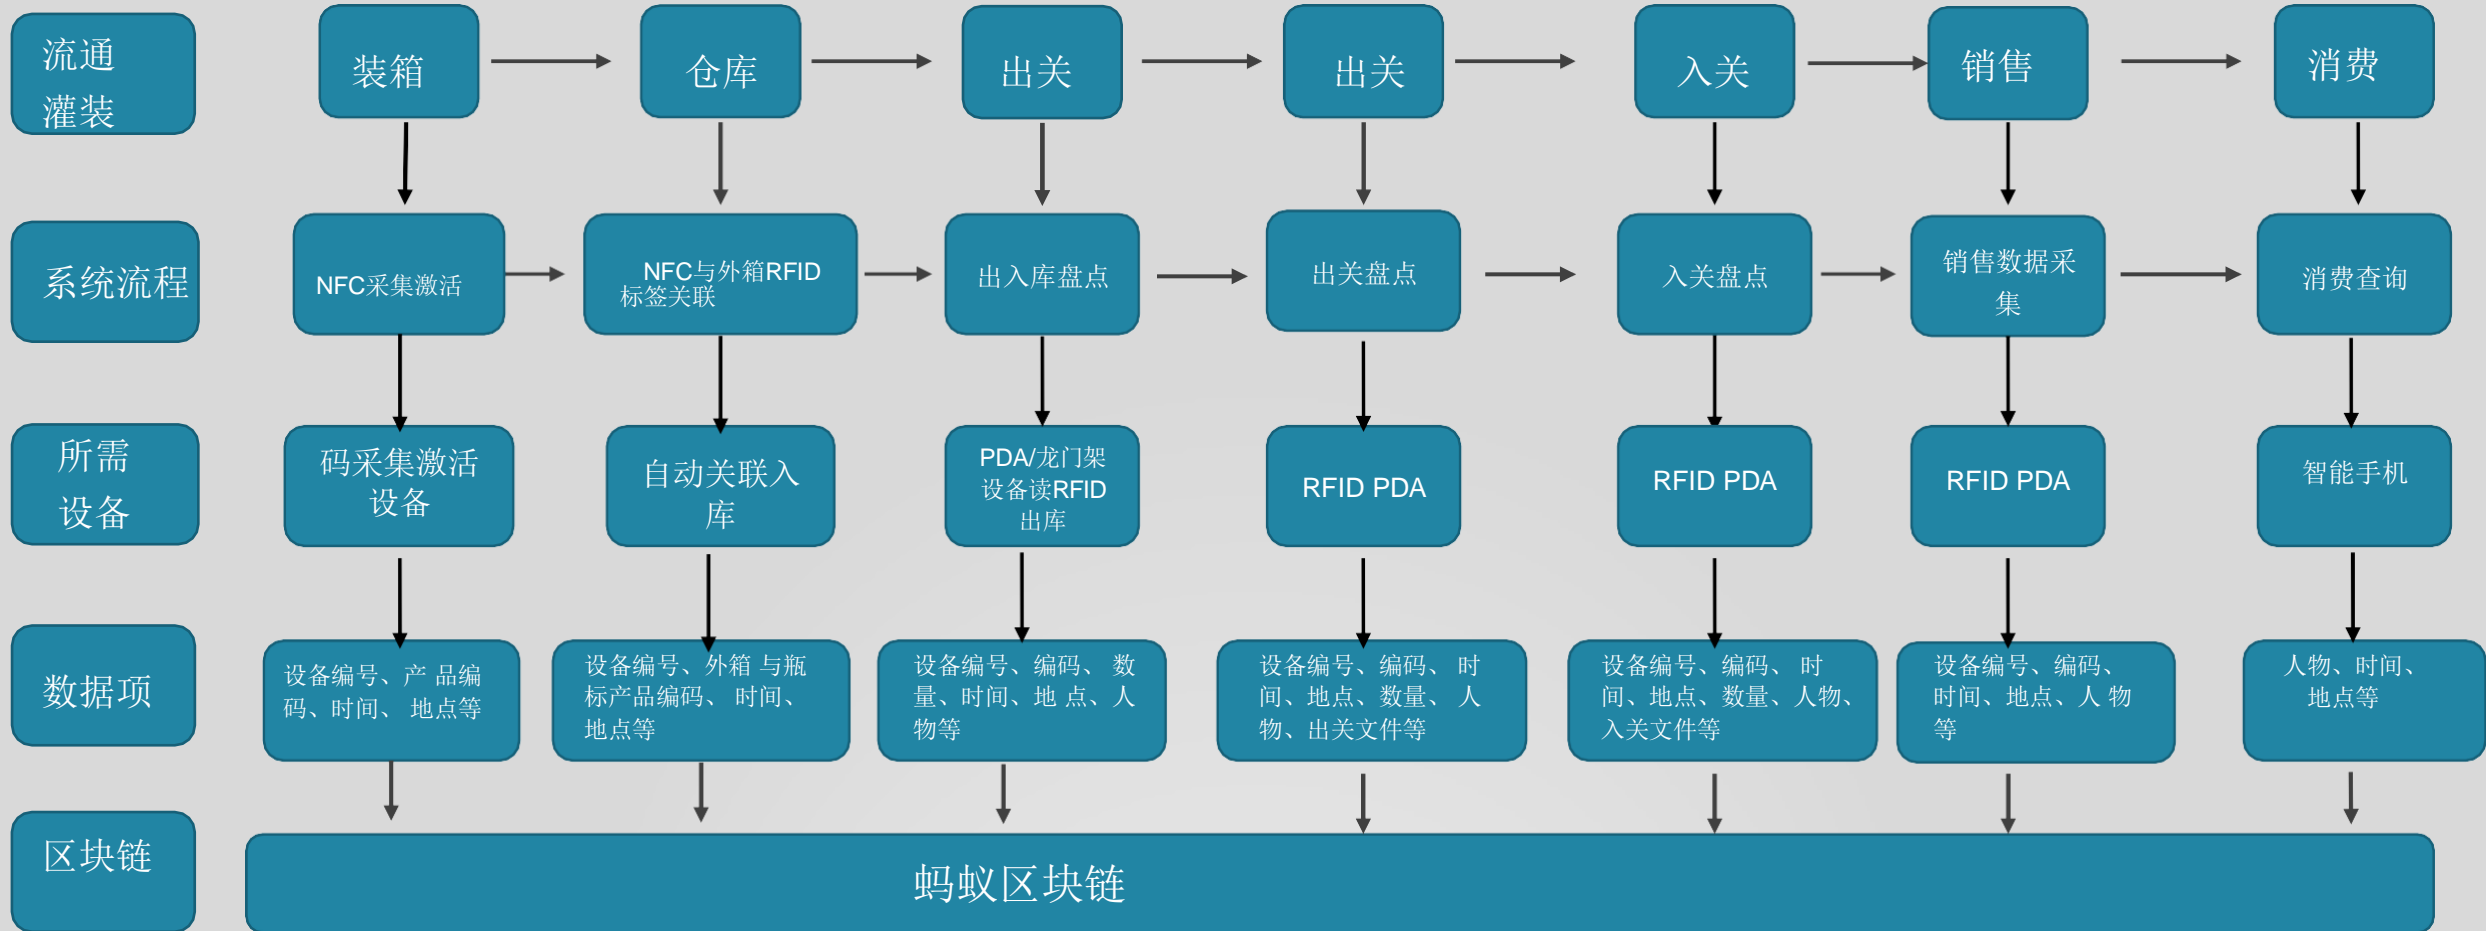 流通
灌装
装箱
仓库
出关
出关
入关
销售
消费
系统流程
NFC采集激活
NFC与外箱RFID
标签关联
出入库盘点
出关盘点
入关盘点
销售数据采
集
消费查询
所需
设备
码采集激活
设备
自动关联入
库
PDA/龙门架
设备读RFID
出库
RFID PDA
RFID PDA
RFID PDA
智能手机
数据项
设备编号、产 品编
码、时间、 地点等
设备编号、外箱 与瓶
标产品编码、 时间、
地点等
设备编号、编码、 数
量、时间、地 点、人
物等
设备编号、编码、 时
间、地点、数量、 人
物、出关文件等
设备编号、编码、 时
间、地点、数量、人物、
入关文件等
设备编号、编码、
时间、地点、人 物
等
人物、时间、
地点等
区块链
蚂蚁区块链